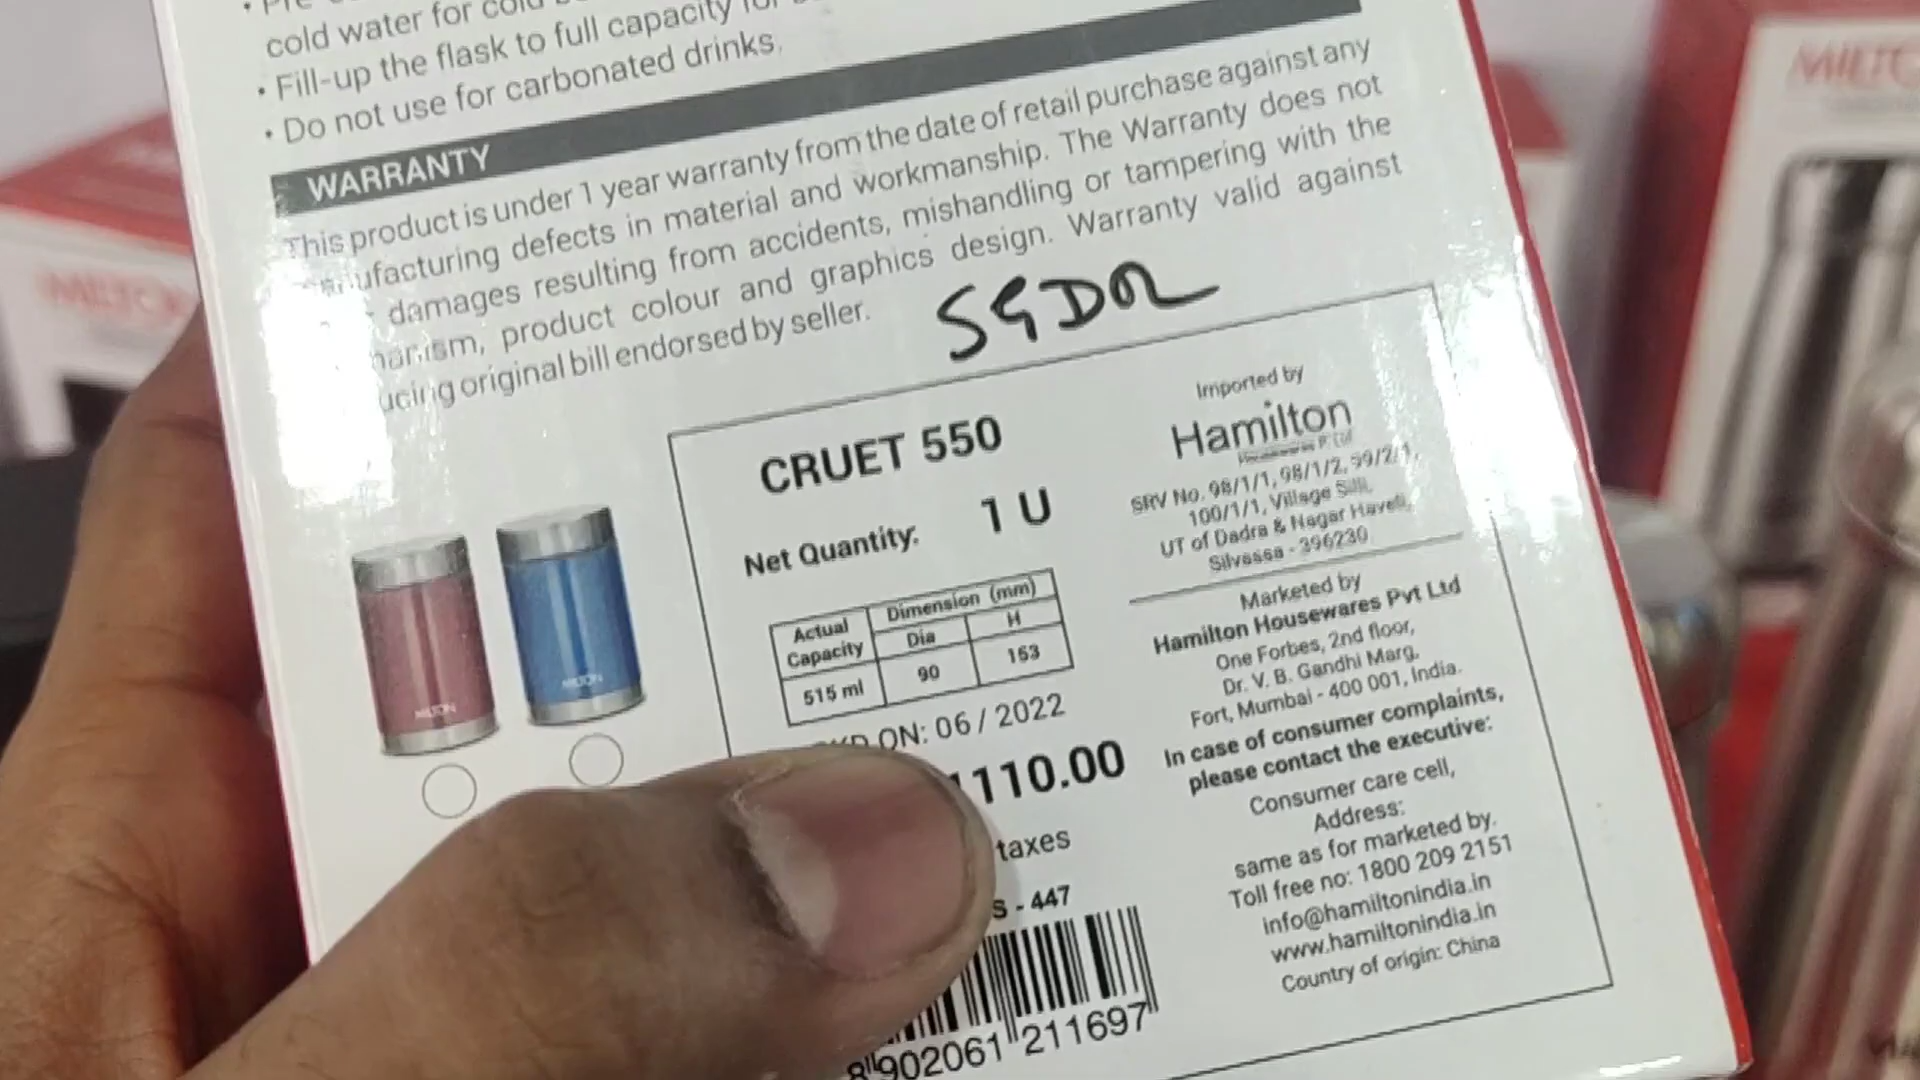 cold water for cold
• Fill-up the flask to full capacity for
• Do not use for carbonated drinks.
WARRANTY
This product is under 1 year warranty from the date of retail purchase against any
manufacturing defects in material and workmanship. The Warranty does not
damages resulting from accidents, mishandling or tampering with the
product colour and graphics design. Warranty valid against
original bill endorsed by seller.
CRUET 550
Net Quantity: 1 U
Actual Capacity
Dimension (mm)
Dia H
515 ml 90 153
ON: 06 / 2022
1110.00
taxes
S - 447
8 902061 211697
Imported by
Hamilton
Housewares P. Ltd
SRV No. 98/1/1, 98/1/2, 99/2/1,
100/1/1, Village Silli,
UT of Dadra & Nagar Haveli,
Silvassa - 396230
Marketed by
Hamilton Housewares Pvt Ltd
One Forbes, 2nd floor,
Dr. V. B. Gandhi Marg,
Fort, Mumbai - 400 001, India.
In case of consumer complaints,
please contact the executive:
Consumer care cell,
Address:
same as for marketed by.
Toll free no: 1800 209 2151
info@hamiltonindia.in
www.hamiltonindia.in
Country of origin: China
MILTON
MILTON
MILTON